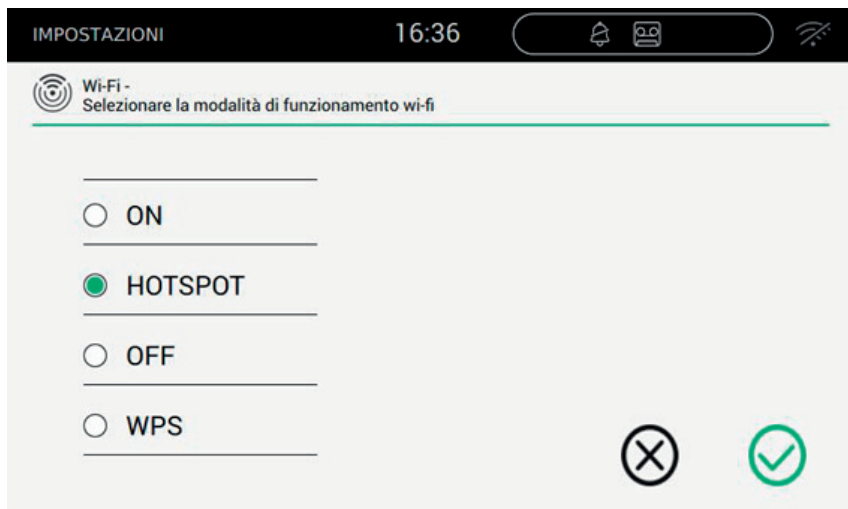 IMPOSTAZIONI 16:36
Wi-Fi -
Selezionare la modalità di funzionamento wi-fi
ON
HOTSPOT
OFF
WPS